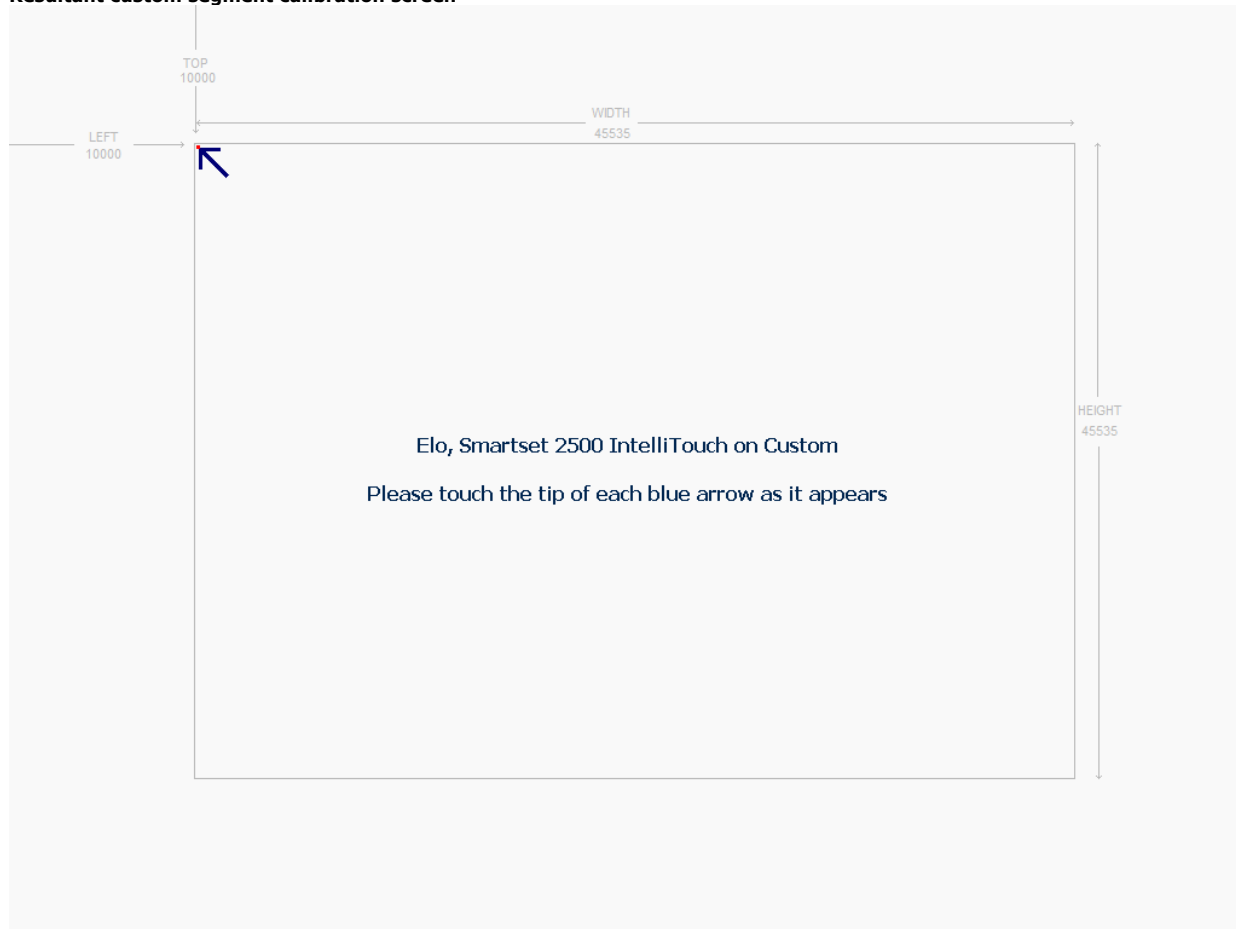 Resultant custom segment calibration screen
TOP
10000
WIDTH
45535
LEFT
10000
HEIGHT
45535
Elo, Smartset 2500 IntelliTouch on Custom
Please touch the tip of each blue arrow as it appears